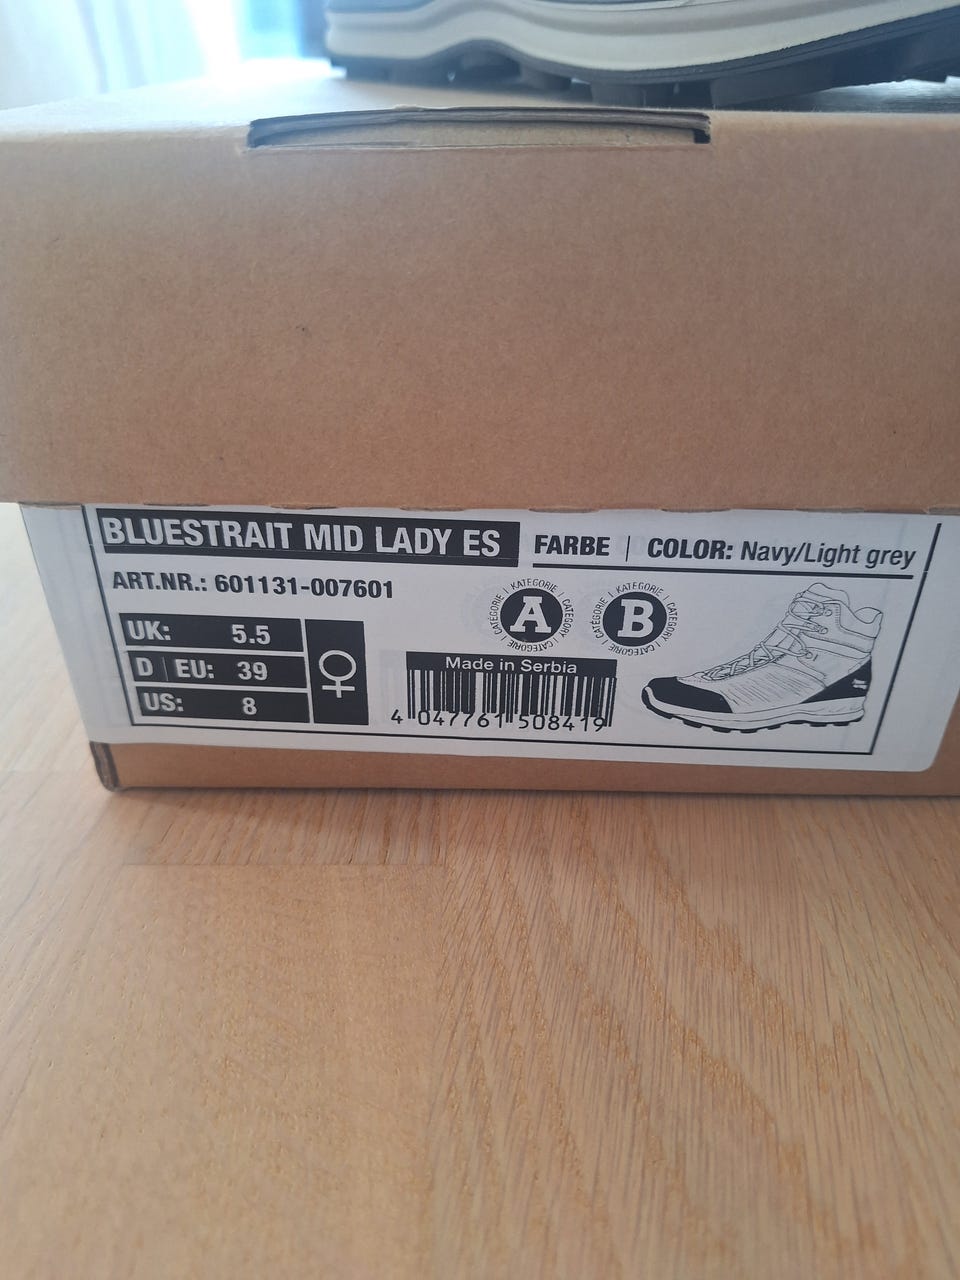 BLUESTRAIT MID LADY ES
FARBE | COLOR: Navy/Light grey
ART.NR.: 601131-007601
KATEGORIE | CATEGORY | CATÉGORIE
A
KATEGORIE | CATEGORY | CATÉGORIE
B
UK: 5.5
D | EU: 39
US: 8
Made in Serbia
4 047761 508419